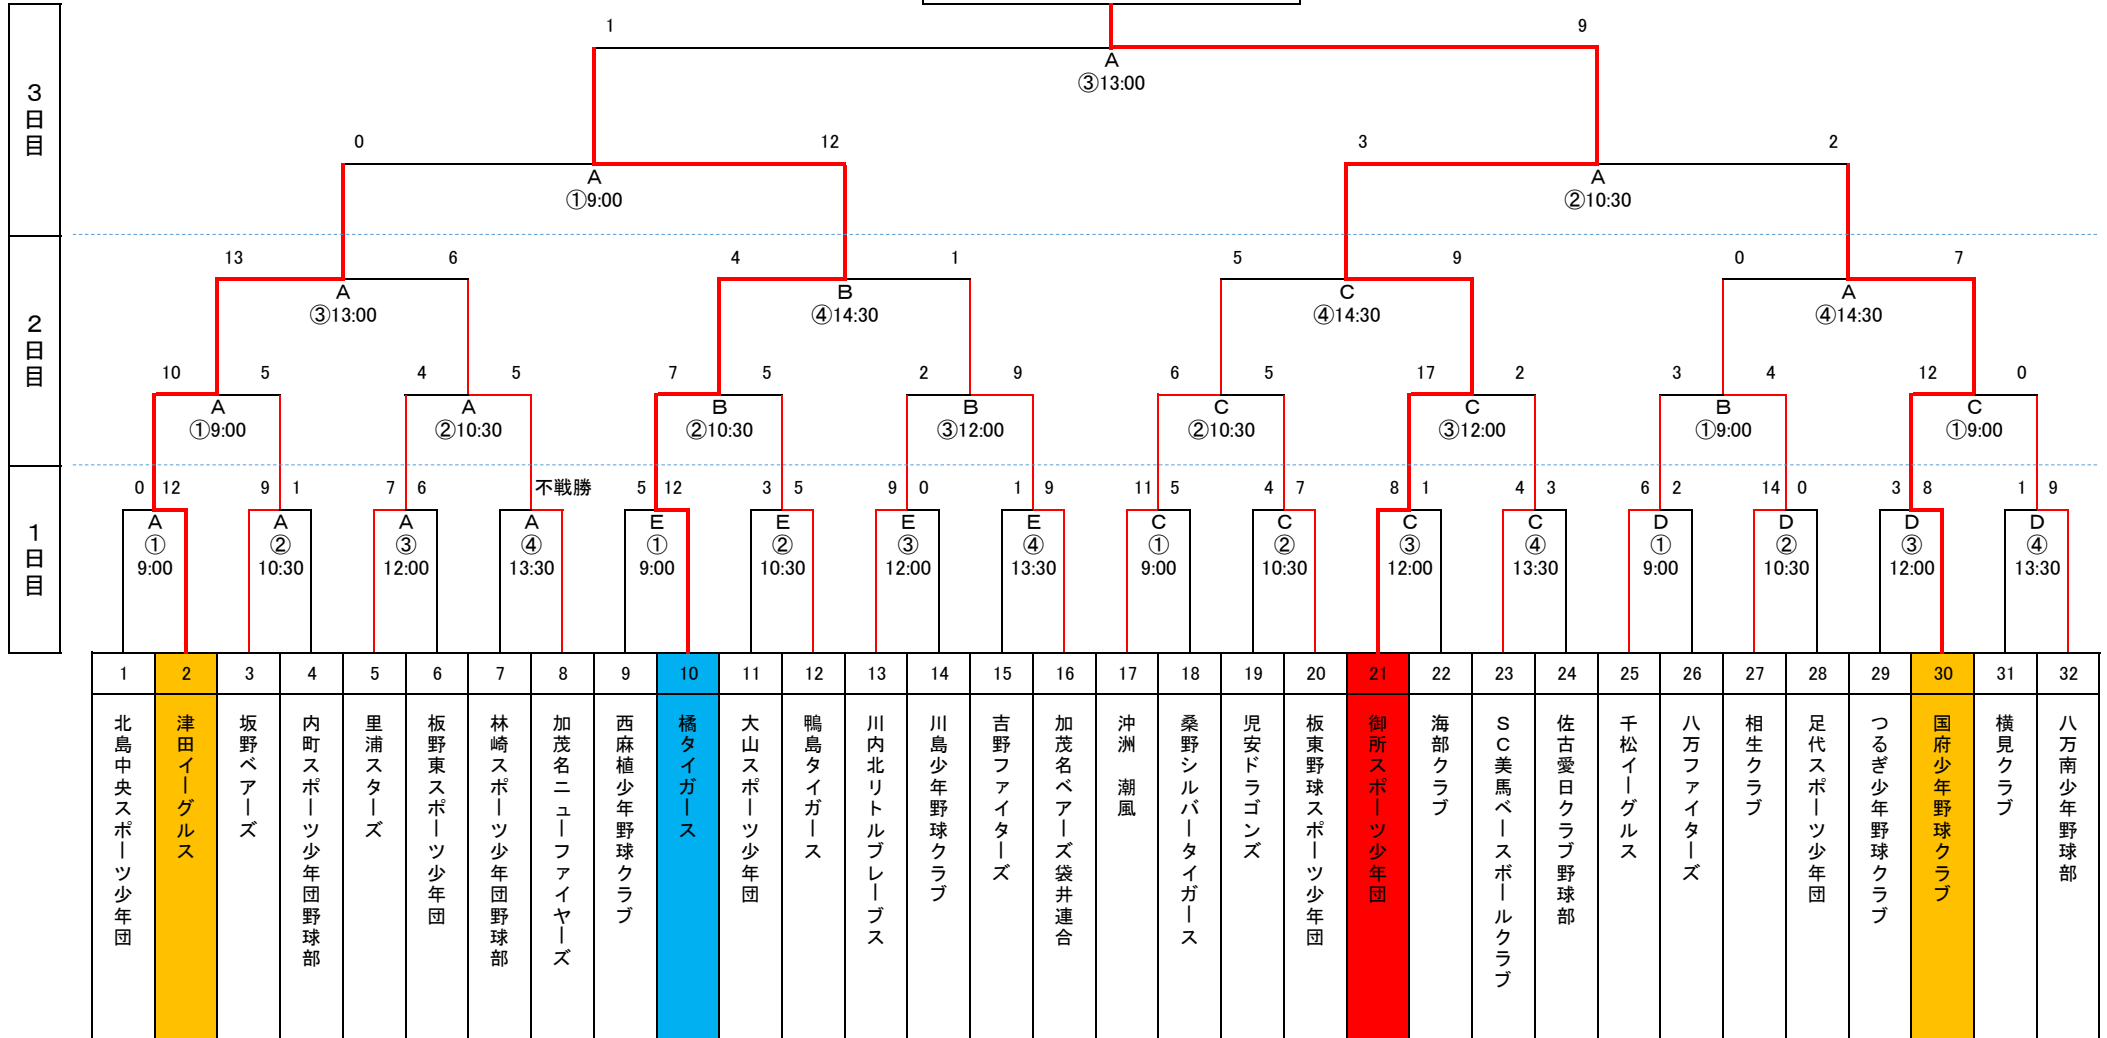 1 9
A
③13:00
3日目
0 12 3 2
A A
①9:00 ②10:30
13 6 4 1 5 9 0 7
A B C A
③13:00 ④14:30 ④14:30 ④14:30
2日目
10 5 4 5 7 5 2 9 6 5 17 2 3 4 12 0
A A B B C C B C
①9:00 ②10:30 ②10:30 ③12:00 ②10:30 ③12:00 ①9:00 ①9:00
0 12 9 1 7 6 不戦勝 5 12 3 5 9 0 1 9 11 5 4 7 8 1 4 3 6 2 14 0 3 8 1 9
1日目
A A A A E E E E C C C C D D D D
① ② ③ ④ ① ② ③ ④ ① ② ③ ④ ① ② ③ ④
9:00 10:30 12:00 13:30 9:00 10:30 12:00 13:30 9:00 10:30 12:00 13:30 9:00 10:30 12:00 13:30
1 2 3 4 5 6 7 8 9 10 11 12 13 14 15 16 17 18 19 20 21 22 23 24 25 26 27 28 29 30 31 32
北島中央スポーツ少年団
津田イーグルス
坂野ベアーズ
内町スポーツ少年団野球部
里浦スターズ
板野東スポーツ少年団
林崎スポーツ少年団野球部
加茂名ニューファイヤーズ
西麻植少年野球クラブ
橘タイガース
大山スポーツ少年団
鴨島タイガース
川内北リトルブレーブス
川島少年野球クラブ
吉野ファイターズ
加茂名ベアーズ袋井連合
沖洲 潮風
桑野シルバータイガース
児安ドラゴンズ
板東野球スポーツ少年団
御所スポーツ少年団
海部クラブ
SC美馬ベースボールクラブ
佐古愛日クラブ野球部
千松イーグルス
八万ファイターズ
相生クラブ
足代スポーツ少年団
つるぎ少年野球クラブ
国府少年野球クラブ
横見クラブ
八万南少年野球部